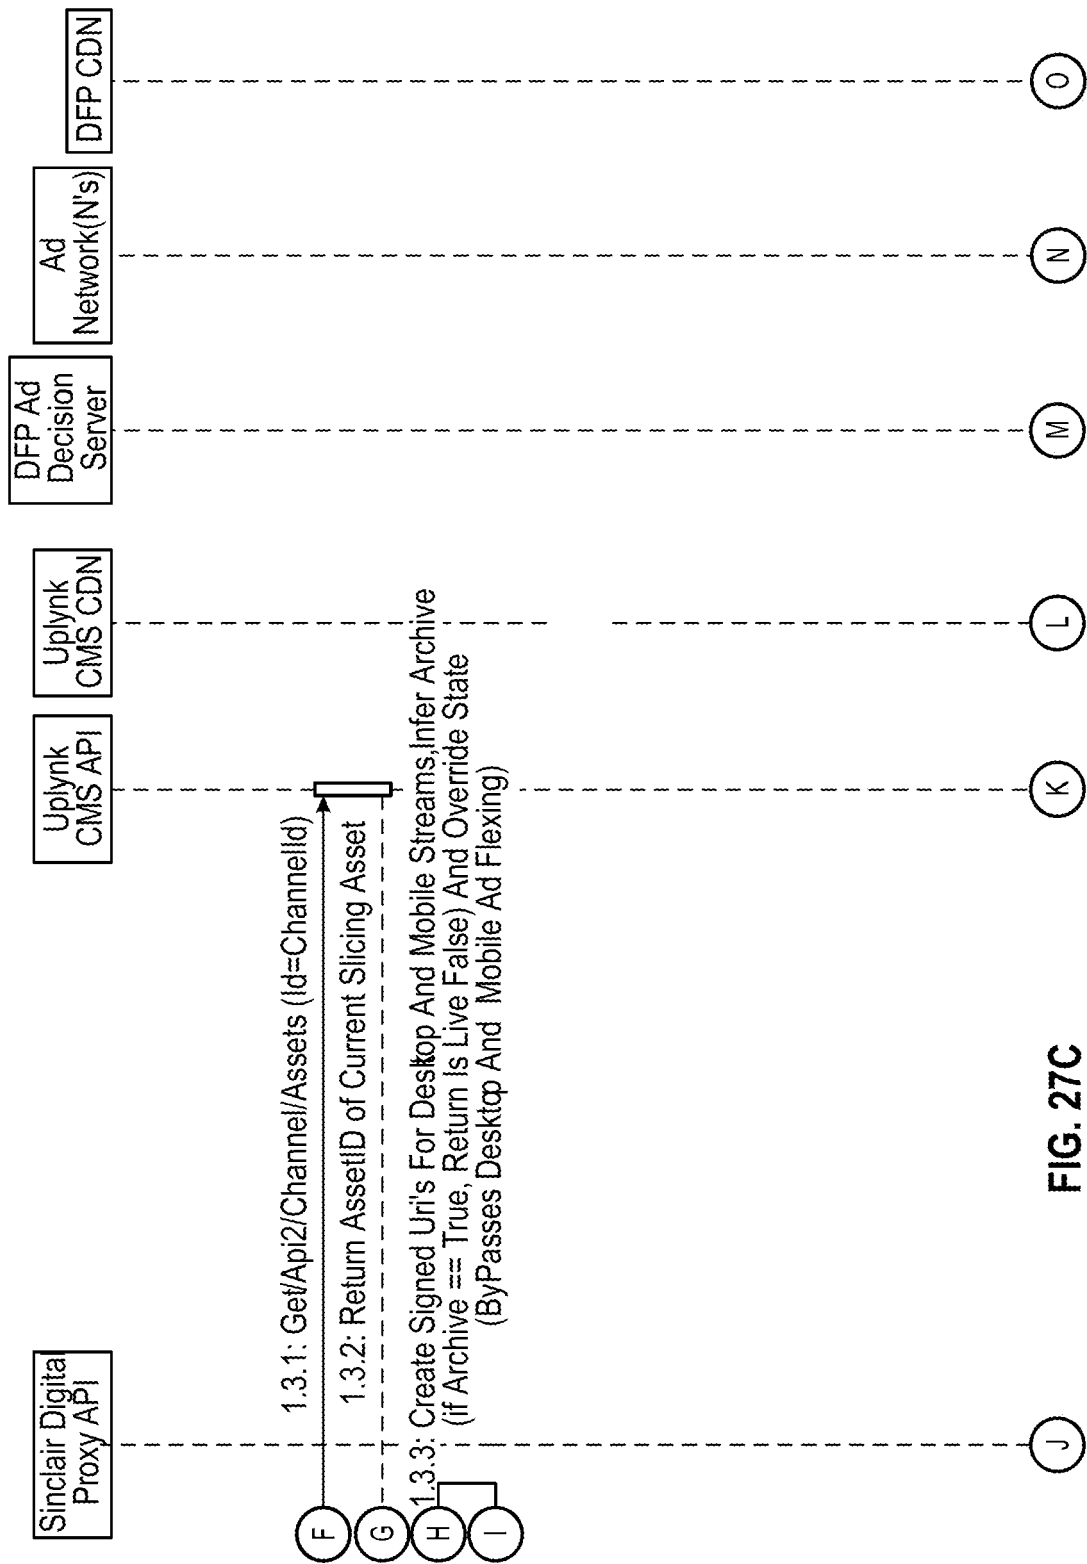 Sinclair Digital
Proxy API
Uplynk
CMS API
Uplynk
CMS CDN
DFP Ad
Decision
Server
Ad
Network(N's)
DFP CDN
F
1.3.1: Get/Api2/Channel/Assets (Id=ChannelId)
G
1.3.2: Return AssetID of Current Slicing Asset
H
1.3.3: Create Signed Uri's For Desktop And Mobile Streams,Infer Archive
(if Archive == True, Return Is Live False) And Override State
(ByPasses Desktop And Mobile Ad Flexing)
I
J
K
L
M
N
O
FIG. 27C